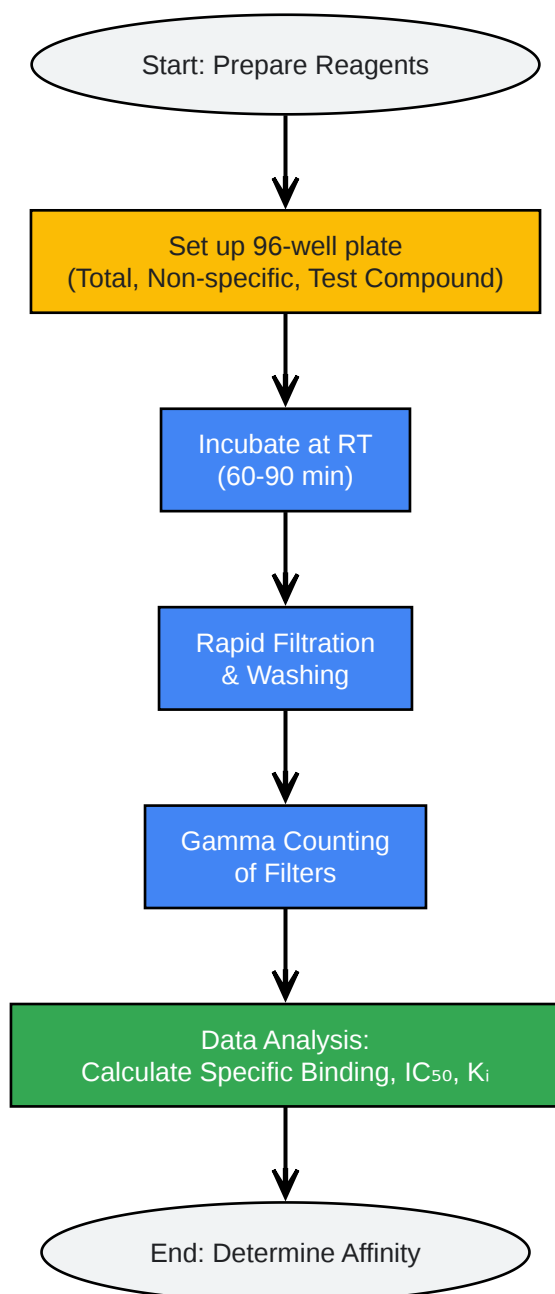 Start: Prepare Reagents
Set up 96-well plate
(Total, Non-specific, Test Compound)
Incubate at RT
(60-90 min)
Rapid Filtration
& Washing
Gamma Counting
of Filters
Data Analysis:
Calculate Specific Binding, IC₅₀, Kᵢ
End: Determine Affinity